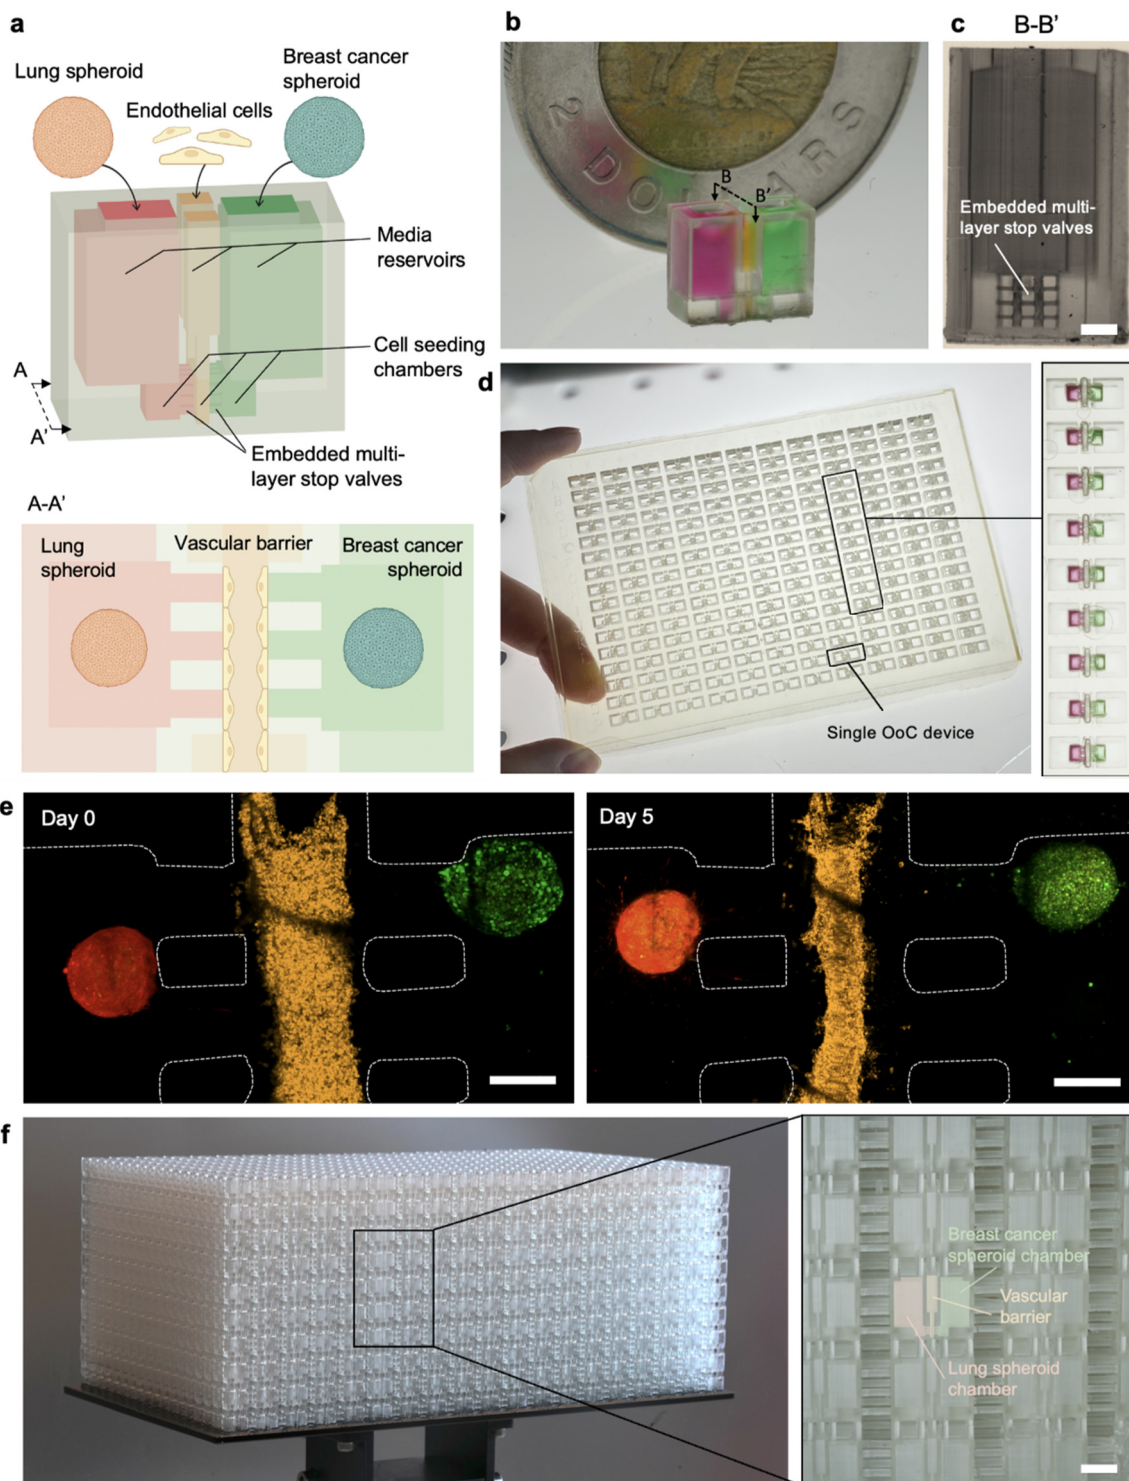 a
Lung spheroid
Endothelial cells
Breast cancer
spheroid
Media
reservoirs
Cell seeding
chambers
A
A'
Embedded multi-
layer stop valves
A-A'
Lung
spheroid
Vascular barrier
Breast cancer
spheroid
b
2 DOLLARS
B
B'
c
B-B'
Embedded multi-
layer stop valves
d
Single OoC device
e
Day 0
Day 5
f
Breast cancer
spheroid chamber
Vascular
barrier
Lung spheroid
chamber